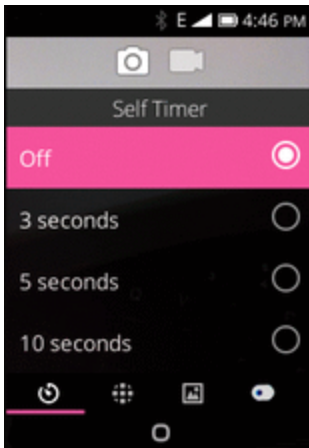 E 4:46 PM
Self Timer
Off
3 seconds
5 seconds
10 seconds